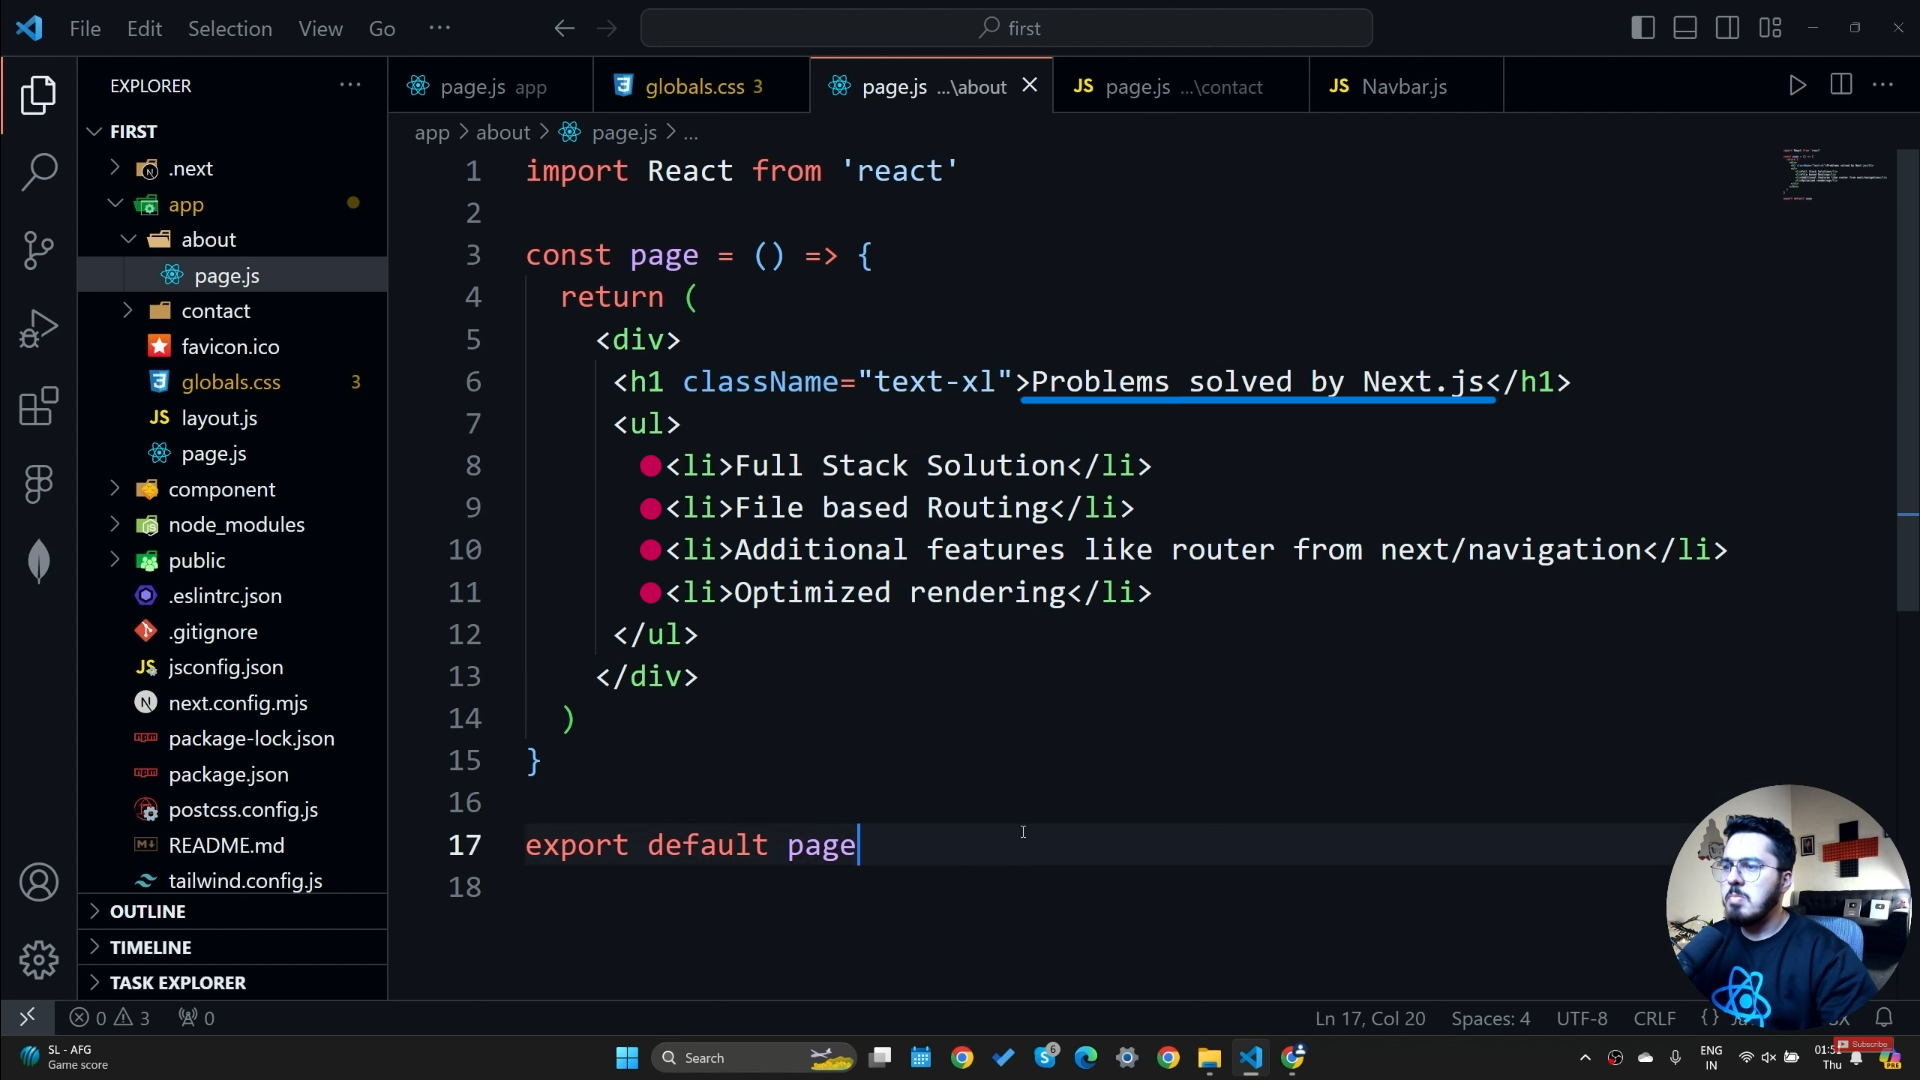 File Edit Selection View Go ···
first
EXPLORER ···
FIRST
.next
app
about
page.js
contact
favicon.ico
globals.css 3
layout.js
page.js
component
node_modules
public
.eslintrc.json
.gitignore
jsconfig.json
next.config.mjs
package-lock.json
package.json
postcss.config.js
README.md
tailwind.config.js
OUTLINE
TIMELINE
TASK EXPLORER
page.js app
globals.css 3
page.js ...\about
JS page.js ...\contact
JS Navbar.js
app > about > page.js > ...
1 import React from 'react'
2
3 const page = () => {
4 return (
5 <div>
6 <h1 className="text-xl">Problems solved by Next.js</h1>
7 <ul>
8 <li>Full Stack Solution</li>
9 <li>File based Routing</li>
10 <li>Additional features like router from next/navigation</li>
11 <li>Optimized rendering</li>
12 </ul>
13 </div>
14 )
15 }
16
17 export default page
18
0 3 0
Ln 17, Col 20 Spaces: 4 UTF-8 CRLF { }
SL - AFG
Game score
Search
6
ENG
IN
Thu
Subscribe
PRE